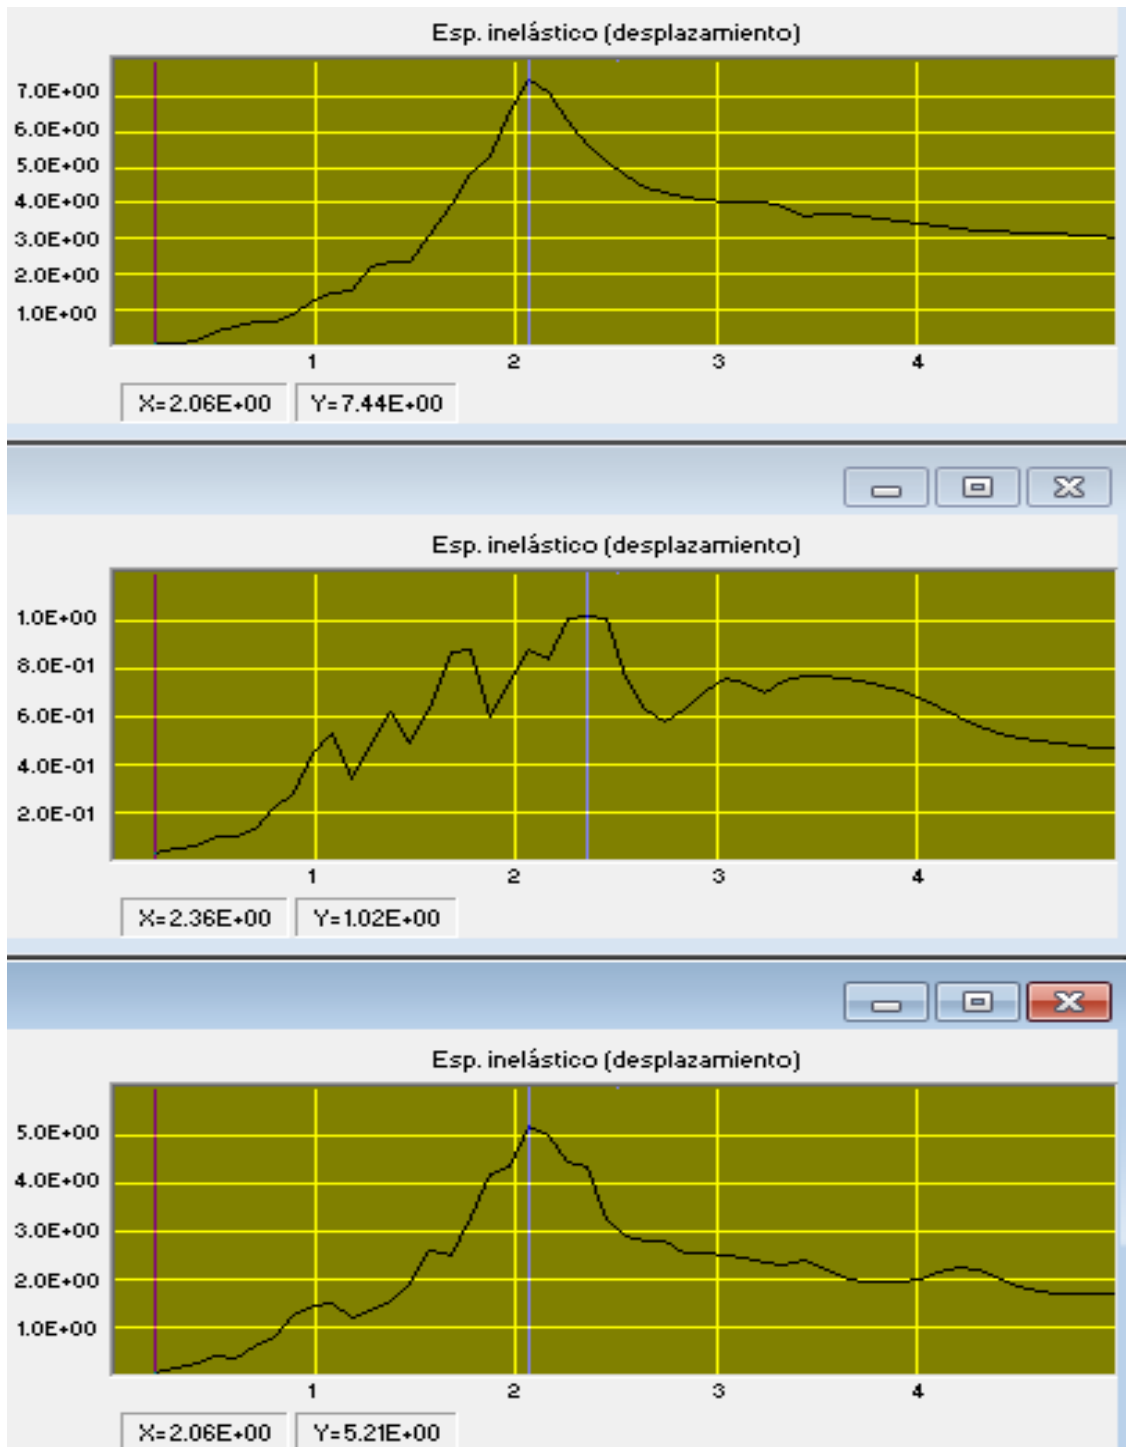 Esp. inelástico (desplazamiento)
7.0E+00
6.0E+00
5.0E+00
4.0E+00
3.0E+00
2.0E+00
1.0E+00
1 2 3 4
X=2.06E+00 Y=7.44E+00
Esp. inelástico (desplazamiento)
1.0E+00
8.0E-01
6.0E-01
4.0E-01
2.0E-01
1 2 3 4
X=2.36E+00 Y=1.02E+00
Esp. inelástico (desplazamiento)
5.0E+00
4.0E+00
3.0E+00
2.0E+00
1.0E+00
1 2 3 4
X=2.06E+00 Y=5.21E+00